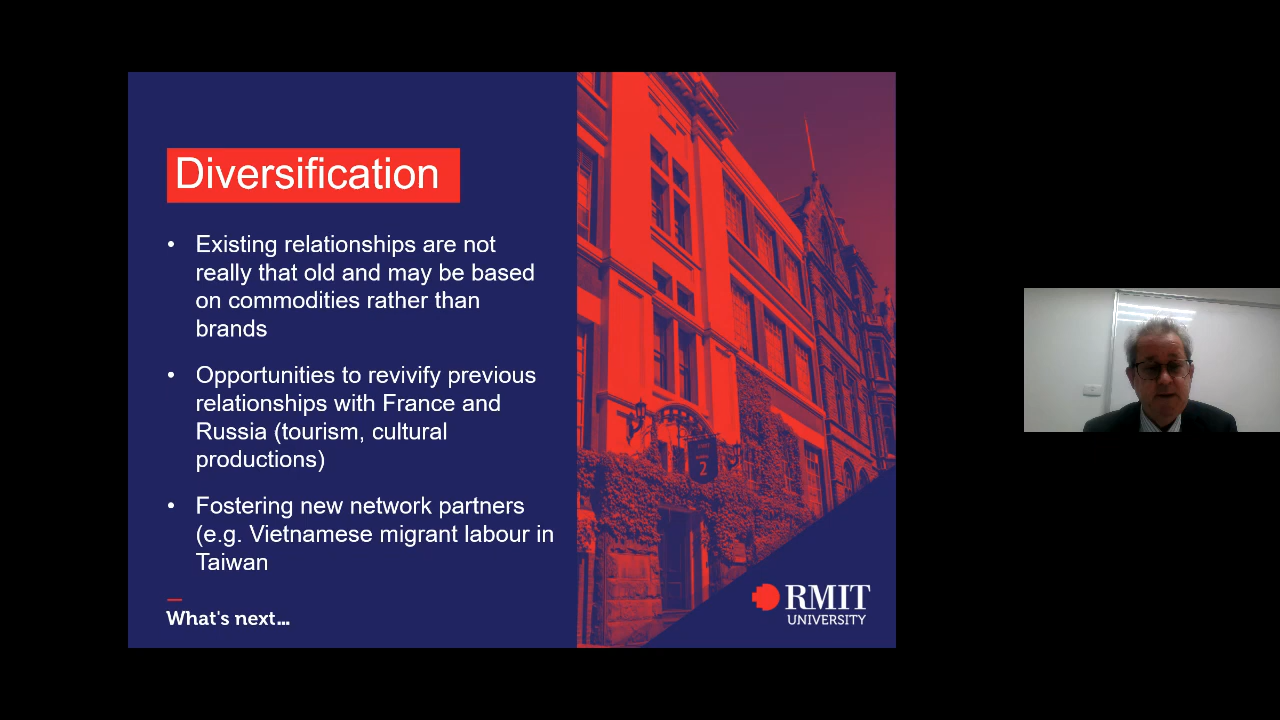 Diversification
• Existing relationships are not
really that old and may be based
on commodities rather than
brands
• Opportunities to revivify previous
relationships with France and
Russia (tourism, cultural
productions)
• Fostering new network partners
(e.g. Vietnamese migrant labour in
Taiwan
What's next...
2
RMIT
UNIVERSITY